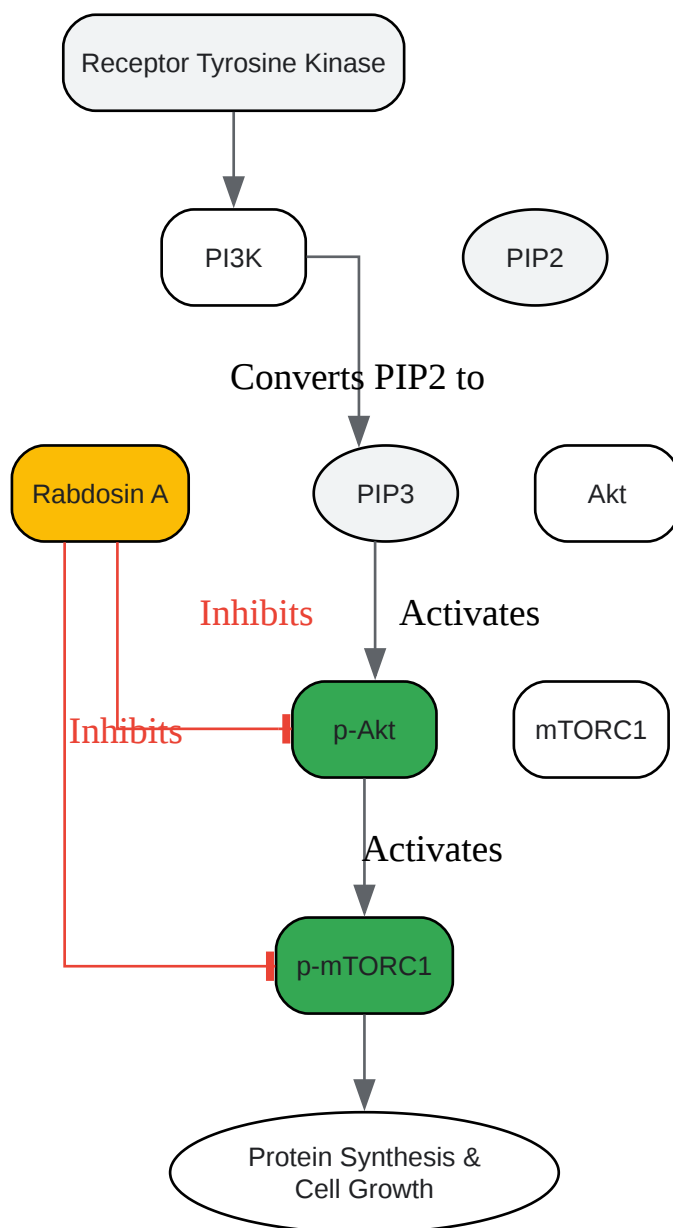 Receptor Tyrosine Kinase
PI3K
PIP2
Converts PIP2 to
Rabdosin A
PIP3
Akt
Inhibits
Activates
Inhibits
p-Akt
mTORC1
Activates
p-mTORC1
Protein Synthesis &
Cell Growth